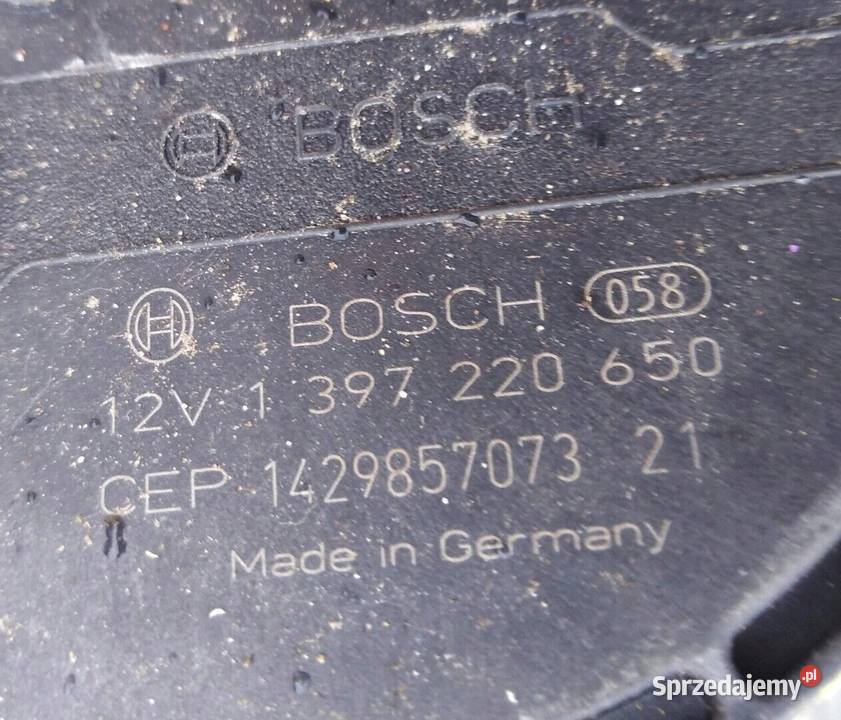 BOSCH
BOSCH 058
12V 1 397 220 650
CEP 1429857073 21
Made in Germany
Sprzedajemy.pl